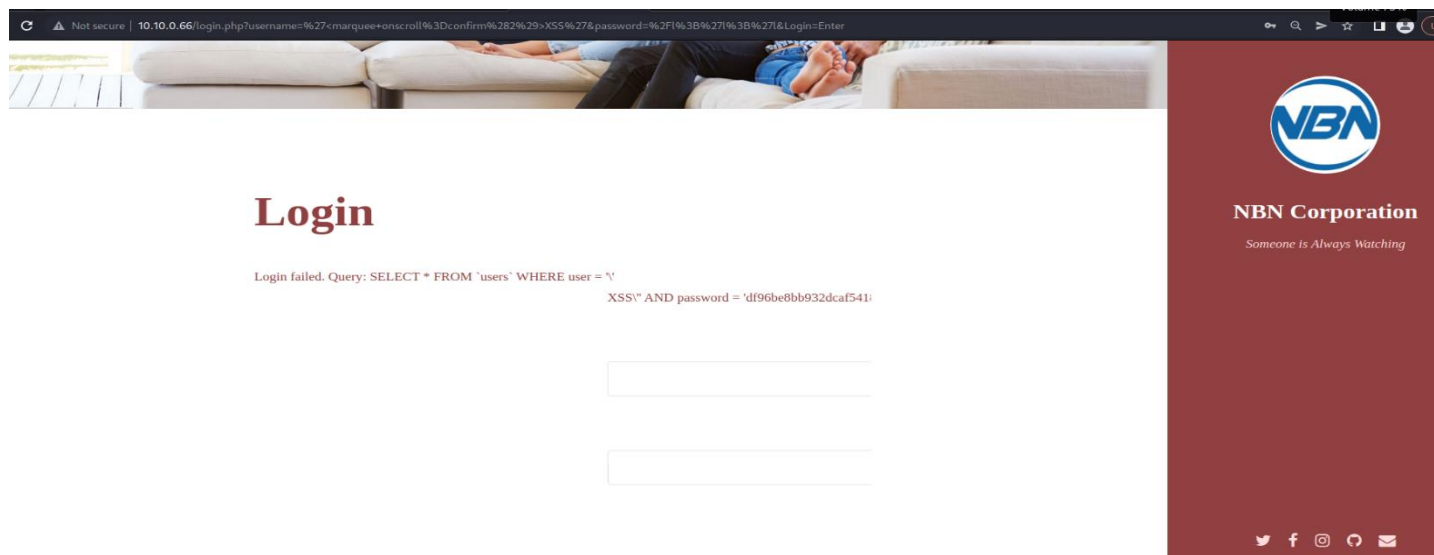 Not secure | 10.10.0.66/login.php?username=%27<marquee+onscroll%3Dconfirm%282%29>XSS%27&password=%2Fl%3B%27l%3B%27l&Login=Enter
NBN
Login
NBN Corporation
Someone is Always Watching
Login failed. Query: SELECT * FROM `users` WHERE user = '\'
XSS\'' AND password = 'df96be8bb932dcaf5418